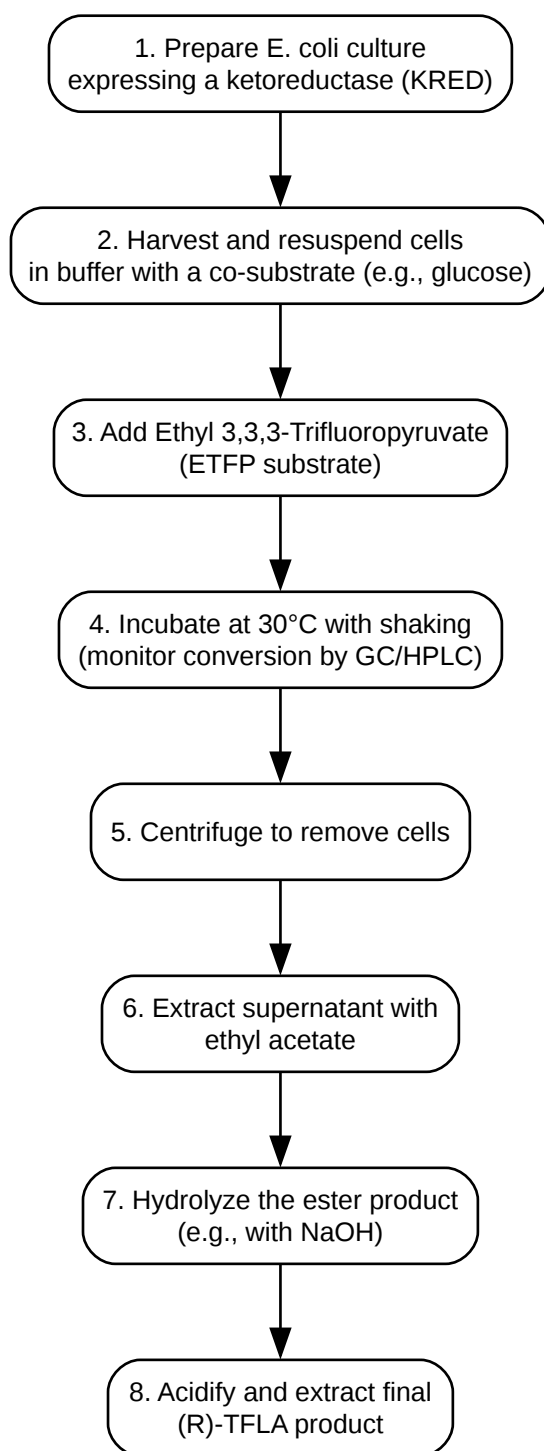 1. Prepare E. coli culture
expressing a ketoreductase (KRED)
2. Harvest and resuspend cells
in buffer with a co-substrate (e.g., glucose)
3. Add Ethyl 3,3,3-Trifluoropyruvate
(ETFP substrate)
4. Incubate at 30°C with shaking
(monitor conversion by GC/HPLC)
5. Centrifuge to remove cells
6. Extract supernatant with
ethyl acetate
7. Hydrolyze the ester product
(e.g., with NaOH)
8. Acidify and extract final
(R)-TFLA product